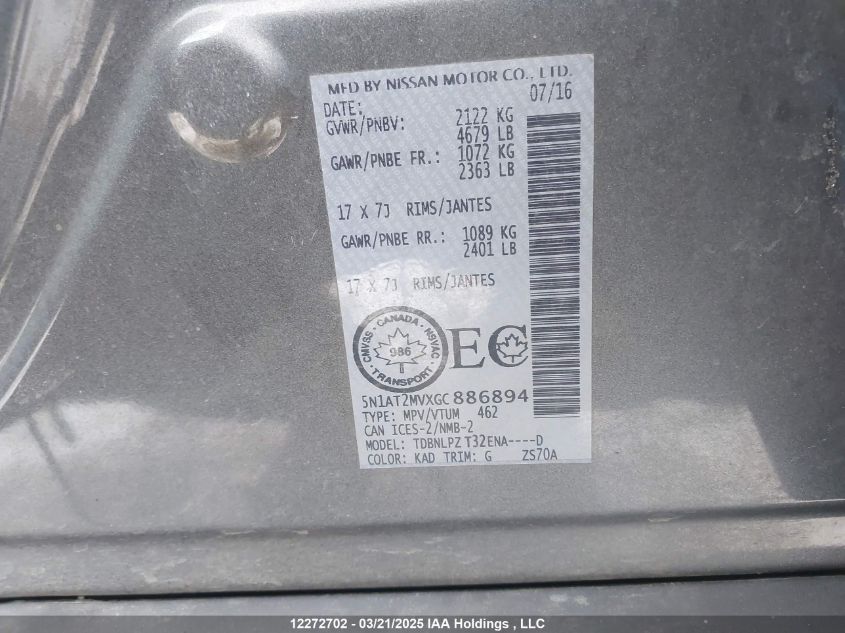 MFD BY NISSAN MOTOR CO., LTD.
DATE: 07/16
GVWR/PNBV: 2122 KG
4679 LB
GAWR/PNBE FR.: 1072 KG
2363 LB
17 X 7J RIMS/JANTES
GAWR/PNBE RR.: 1089 KG
2401 LB
17 X 7J RIMS/JANTES
CANADA
CMVSS 986 NSVAC
TRANSPORT
EC
5N1AT2MVXGC886894
TYPE: MPV/VTUM 462
CAN ICES-2/NMB-2
MODEL: TDBNLPZ T32ENA----D
COLOR: KAD TRIM: G ZS70A
12272702 - 03/21/2025 IAA Holdings , LLC